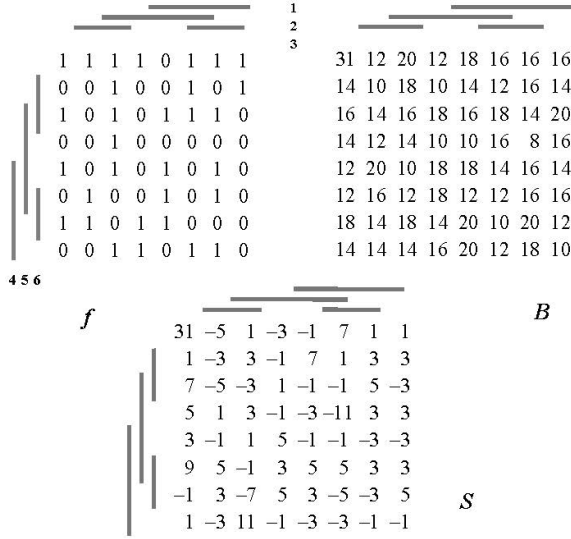 1 1 1 1 0 1 1 1
0 0 1 0 0 1 0 1
1 0 1 0 1 1 1 0
0 0 1 0 0 0 0 0
1 0 1 0 1 0 1 0
0 1 0 0 1 0 1 0
1 1 0 1 1 0 0 0
0 0 1 1 0 1 1 0
4 5 6
f
1
2
3
31 12 20 12 18 16 16 16
14 10 18 10 14 12 16 14
16 14 16 18 16 18 14 20
14 12 14 10 10 16 8 16
12 20 10 18 18 14 16 14
12 16 12 18 12 12 16 16
18 14 18 14 20 10 20 12
14 14 14 16 20 12 18 10
B
31 –5 1 –3 –1 7 1 1
1 –3 3 –1 7 1 3 3
7 –5 –3 1 –1 –1 5 –3
5 1 3 –1 –3 –11 3 3
3 –1 1 5 –1 –1 –3 –3
9 5 –1 3 5 5 3 3
–1 3 –7 5 3 –5 –3 5
1 –3 11 –1 –3 –3 –1 –1
S